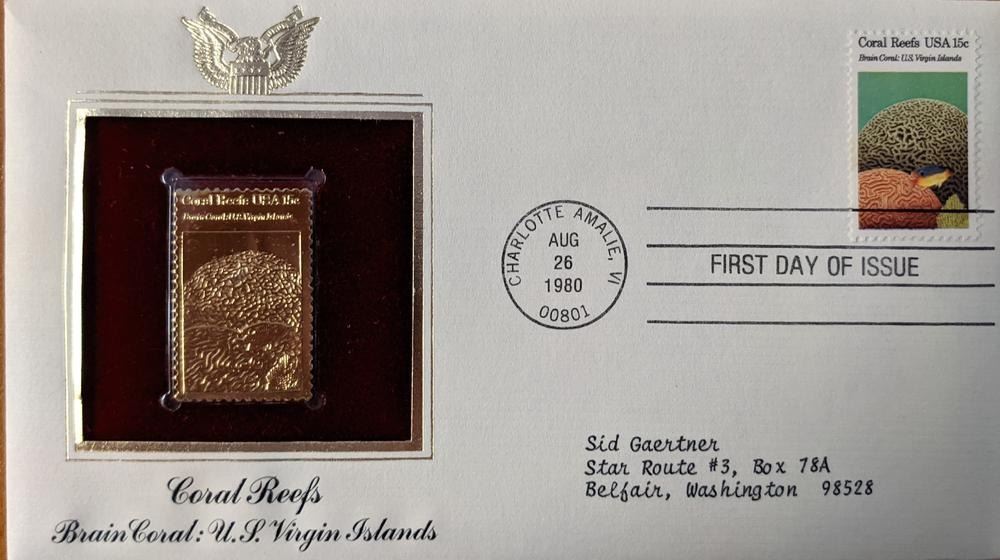 Coral Reefs USA 15c
Brain Coral: U.S. Virgin Islands
Coral Reefs USA 15c
Brain Coral: U.S. Virgin Islands
CHARLOTTE AMALIE, VI
AUG
26
1980
00801
FIRST DAY OF ISSUE
Sid Gaertner
Star Route #3, Box 78A
Belfair, Washington 98528
Coral Reefs
Brain Coral: U.S. Virgin Islands